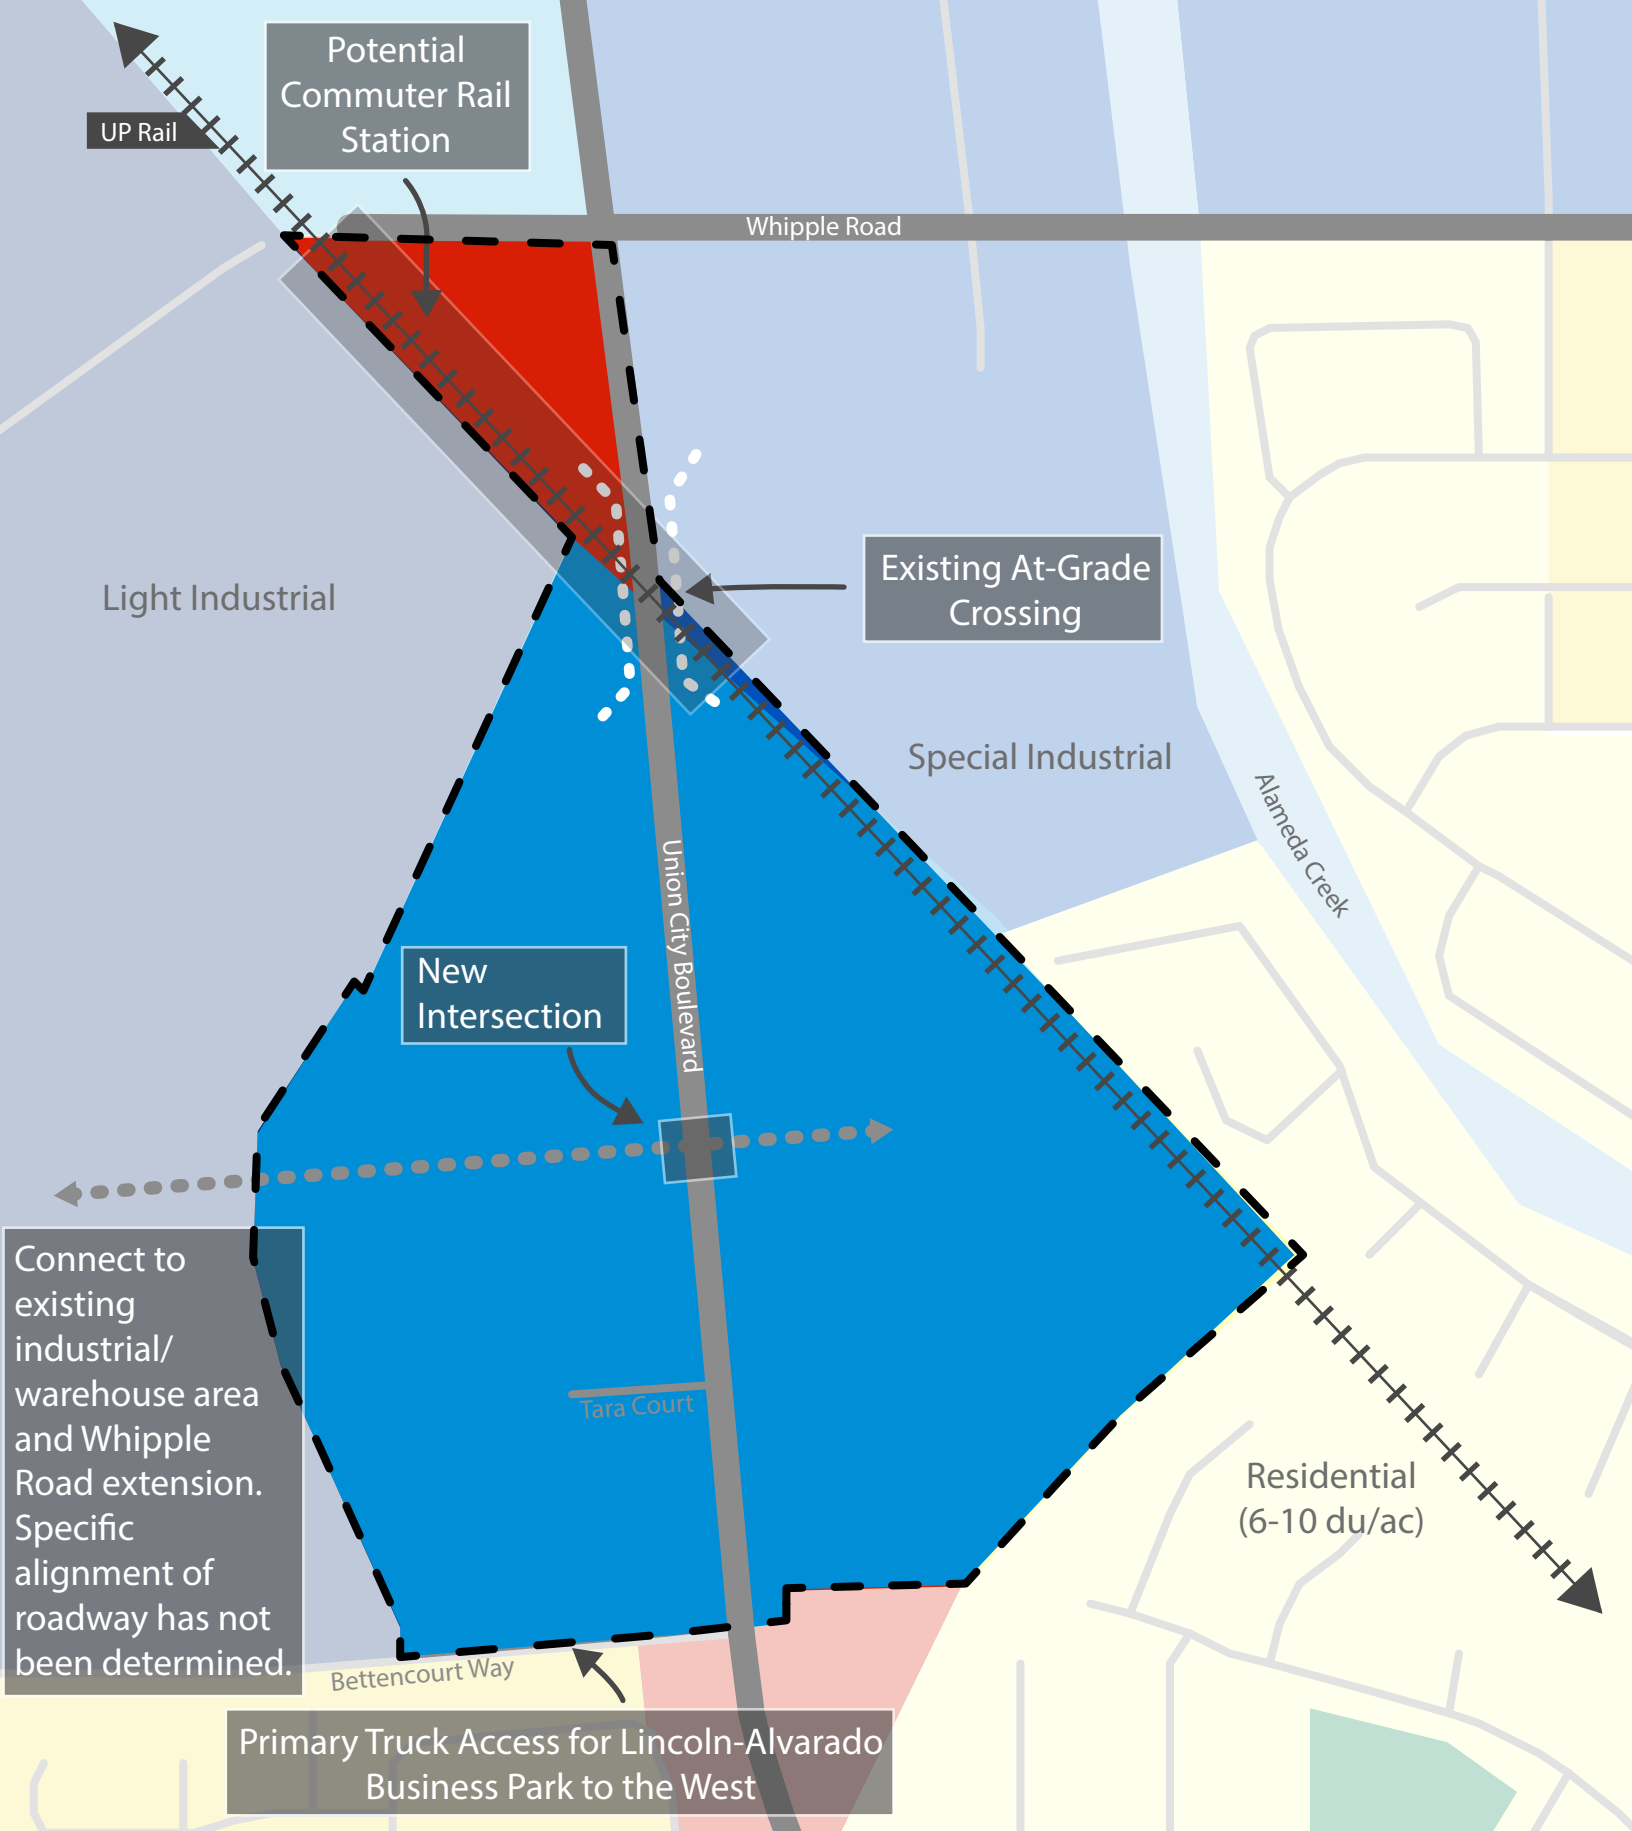 Potential
Commuter Rail
Station
UP Rail
Whipple Road
Existing At-Grade
Crossing
Light Industrial
Special Industrial
Alameda Creek
Union City Boulevard
New
Intersection
Connect to
existing
industrial/
warehouse area
and Whipple
Road extension.
Specific
alignment of
roadway has not
been determined.
Tara Court
Residential
(6-10 du/ac)
Bettencourt Way
Primary Truck Access for Lincoln-Alvarado
Business Park to the West